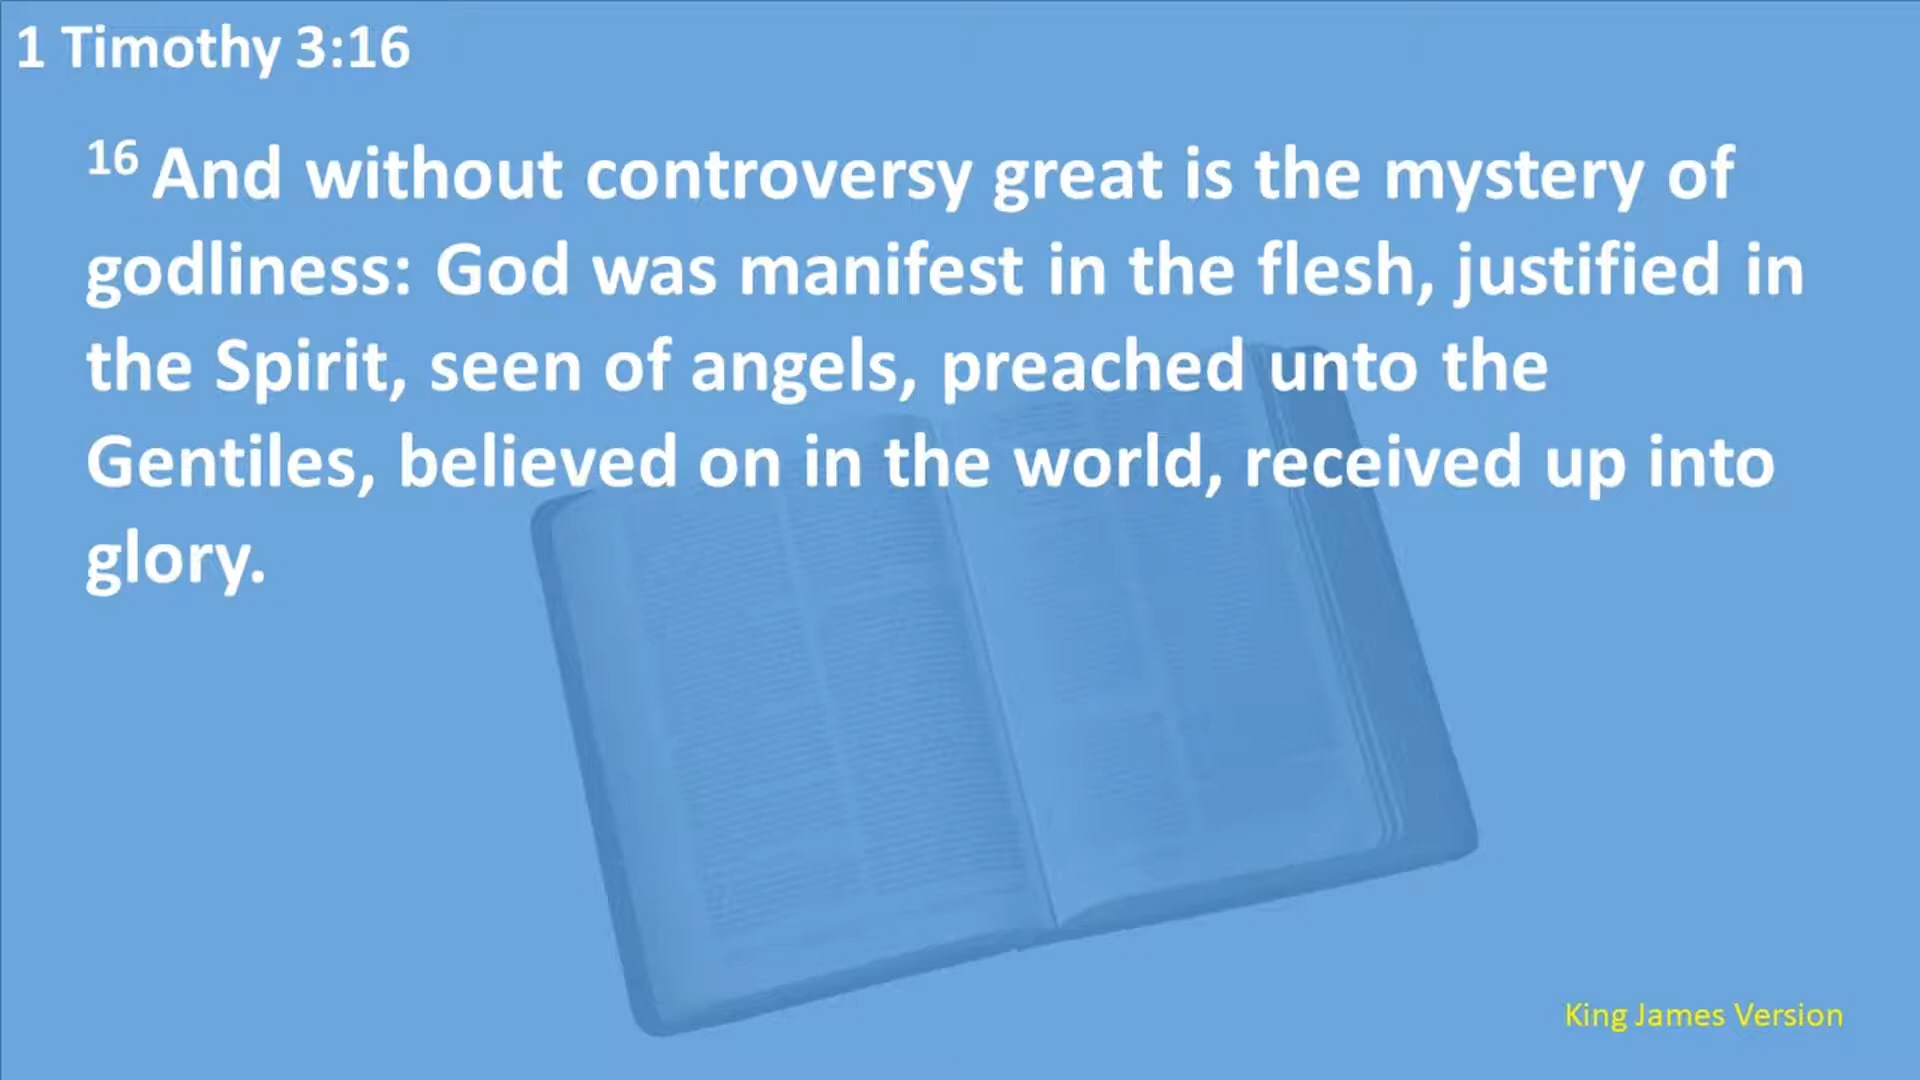 1 Timothy 3:16
16 And without controversy great is the mystery of
godliness: God was manifest in the flesh, justified in
the Spirit, seen of angels, preached unto the
Gentiles, believed on in the world, received up into
glory.
King James Version